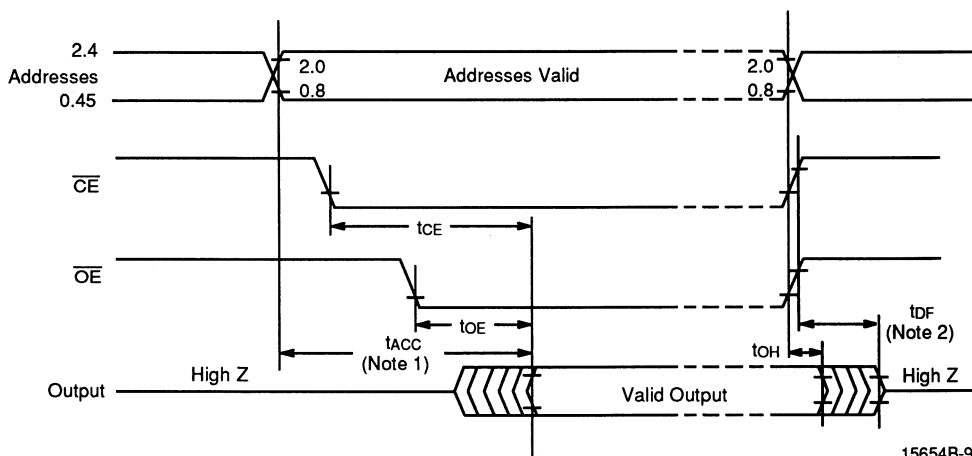 2.4
Addresses
0.45
2.0
0.8
Addresses Valid
2.0
0.8
CE
tCE
OE
tOE
tACC
(Note 1)
tDF
(Note 2)
tOH
Output
High Z
Valid Output
High Z
15654B-9